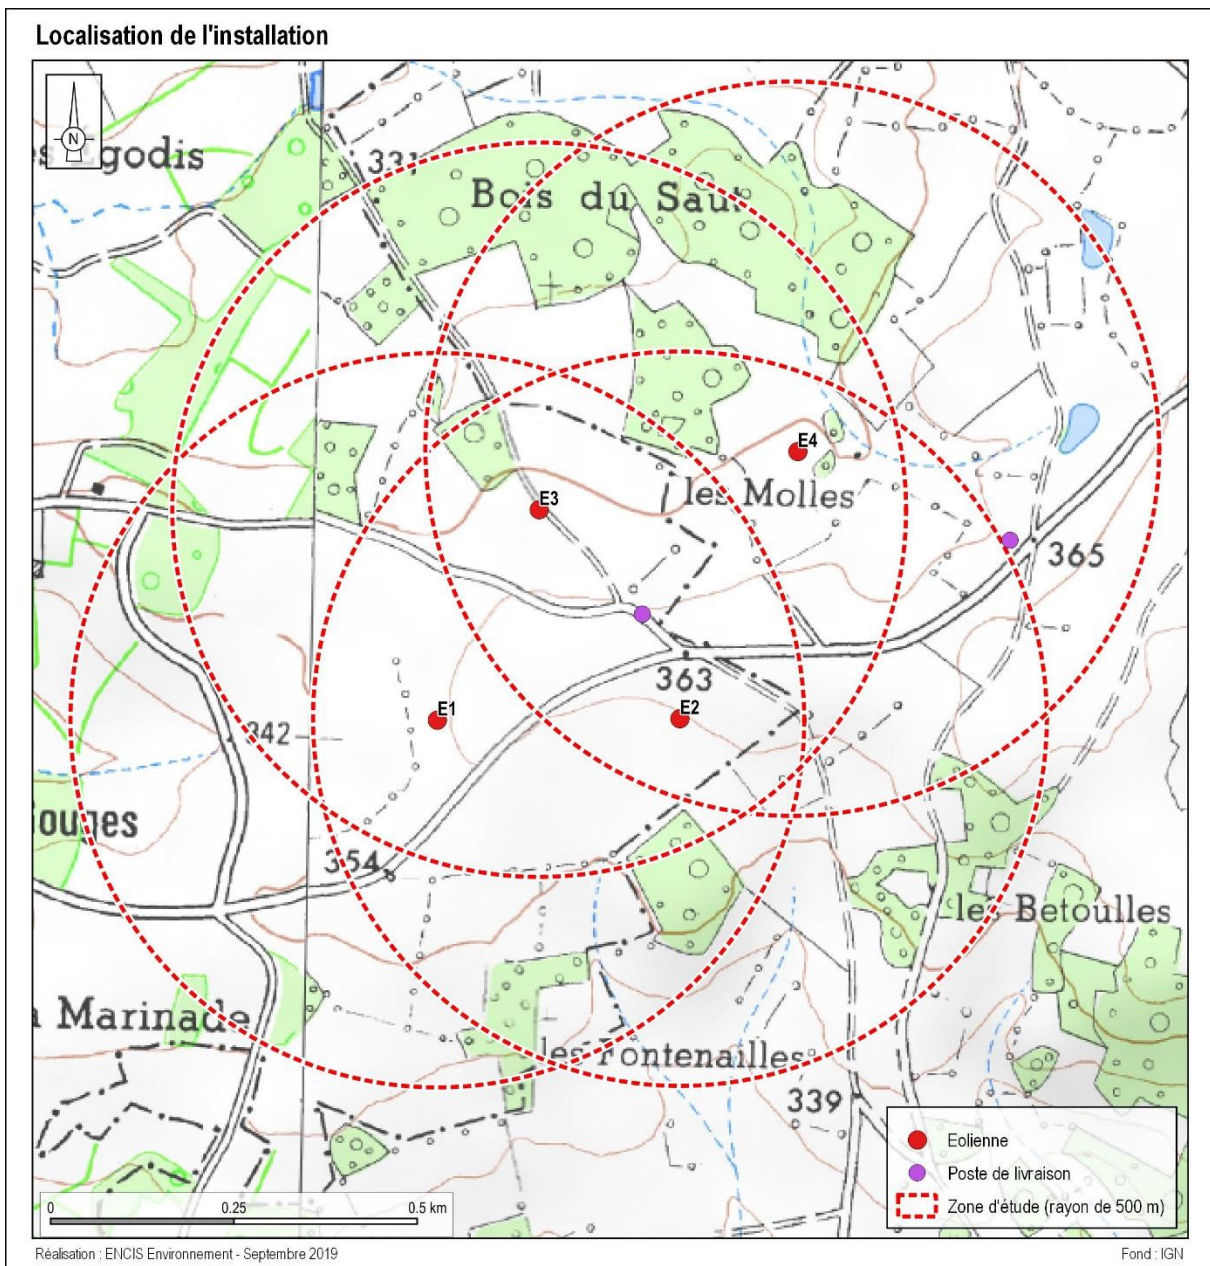 Localisation de l'installation
N
331
Bois du Saut
E4
les Molles
E3
365
363
E2
E1
342
354
les Betoulles
Marinade
les Fontenailles
339
Eolienne
Poste de livraison
Zone d'étude (rayon de 500 m)
0 0.25 0.5 km
Réalisation : ENCIS Environnement - Septembre 2019
Fond : IGN